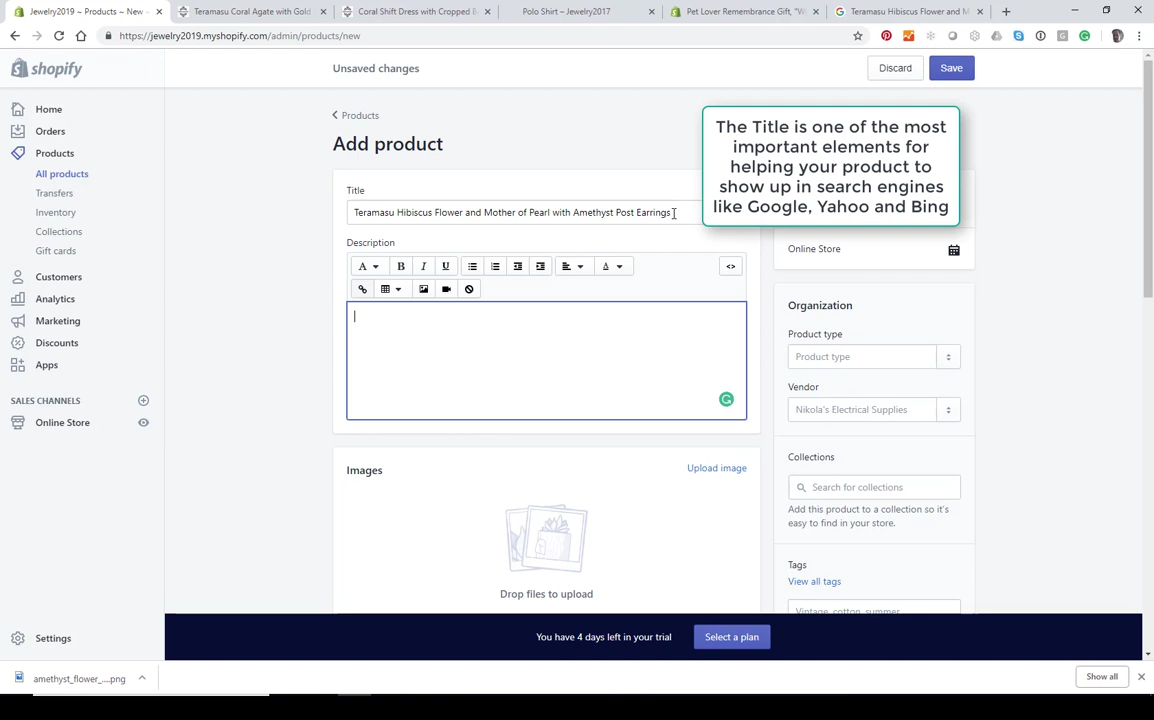 Jewelry2019 ~ Products ~ New -
Teramasu Coral Agate with Gold
Coral Shift Dress with Cropped B
Polo Shirt – Jewelry2017
Pet Lover Remembrance Gift, "W
Teramasu Hibiscus Flower and M
https://jewelry2019.myshopify.com/admin/products/new
shopify
Unsaved changes
Discard
Save
Home
Orders
Products
All products
Transfers
Inventory
Collections
Gift cards
Customers
Analytics
Marketing
Discounts
Apps
SALES CHANNELS
Online Store
Settings
Products
Add product
The Title is one of the most
important elements for
helping your product to
show up in search engines
like Google, Yahoo and Bing
Title
Teramasu Hibiscus Flower and Mother of Pearl with Amethyst Post Earrings
Description
A
B
I
U
A
<>
Images
Upload image
Drop files to upload
Online Store
Organization
Product type
Product type
Vendor
Nikola's Electrical Supplies
Collections
Search for collections
Add this product to a collection so it's
easy to find in your store.
Tags
View all tags
Vintage, cotton, summer
You have 4 days left in your trial
Select a plan
amethyst_flower_....png
Show all